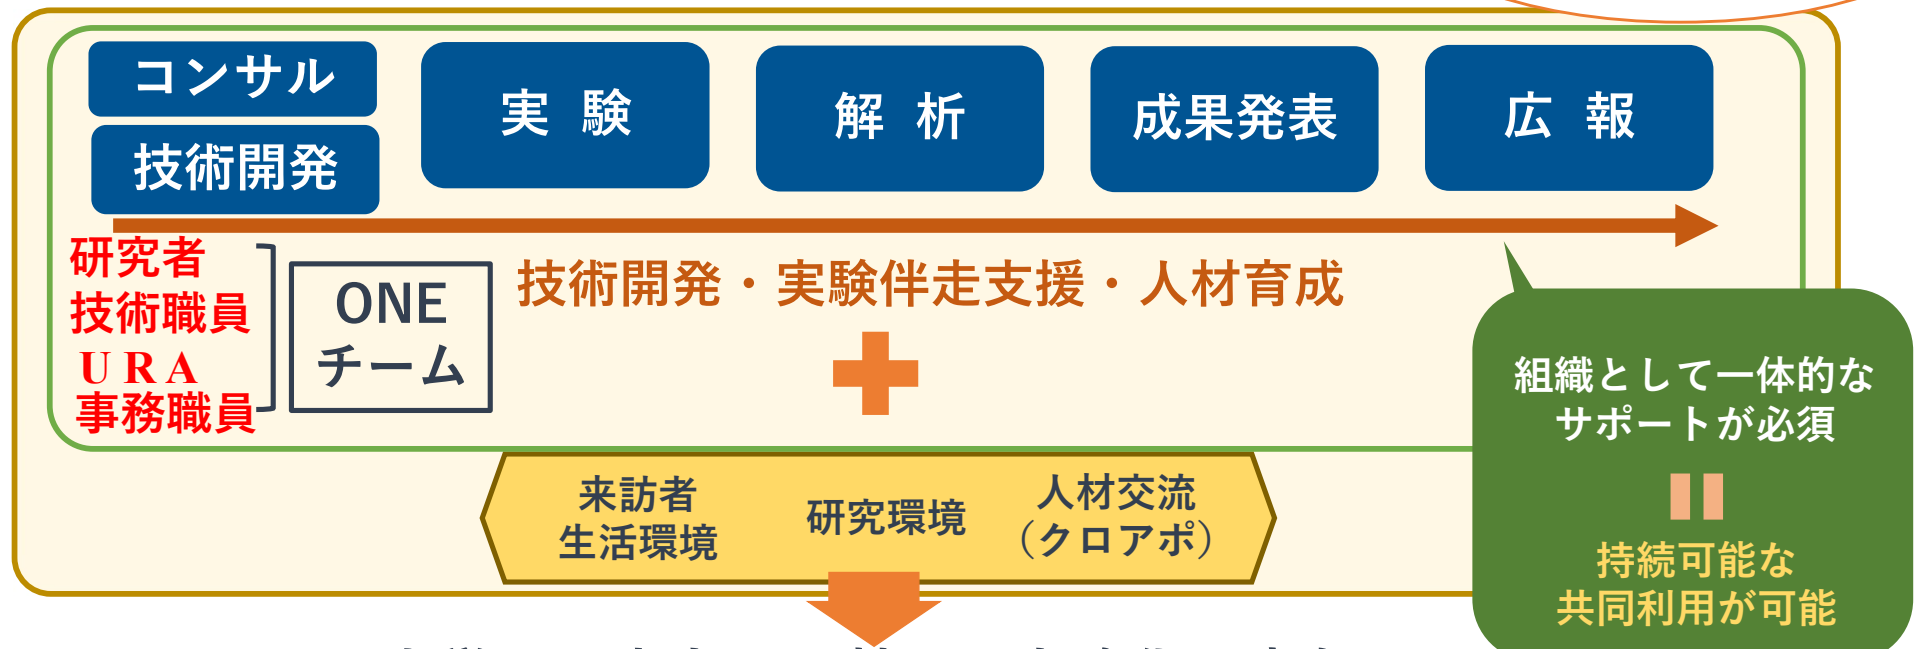 コンサル
技術開発
実 験
解 析
成果発表
広 報
研究者
技術職員
ＵＲＡ
事務職員
ONE
チーム
技術開発・実験伴走支援・人材育成
組織として一体的な
サポートが必須
持続可能な
共同利用が可能
来訪者
生活環境
研究環境
人材交流
（クロアポ）